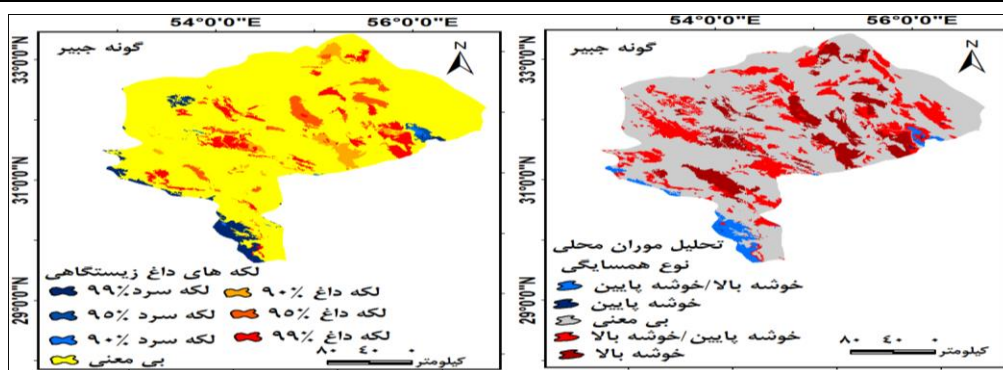 54°0'0"E 56°0'0"E
گونه جبیر
N
33°0'0"N
31°0'0"N
29°0'0"N
لکه های داغ زیستگاهی
لکه سرد ۹۹% لکه داغ ۹۰%
لکه سرد ۹۵% لکه داغ ۹۵%
لکه سرد ۹۰% لکه داغ ۹۹%
بی معنی
۸۰ ۴۰ ۰
کیلومتر
54°0'0"E 56°0'0"E
گونه جبیر
N
33°0'0"N
31°0'0"N
29°0'0"N
تحلیل موران محلی
نوع همسایگی
خوشه بالا/خوشه پایین
خوشه پایین
بی معنی
خوشه پایین/خوشه بالا
خوشه بالا
۸۰ ۴۰ ۰
کیلومتر